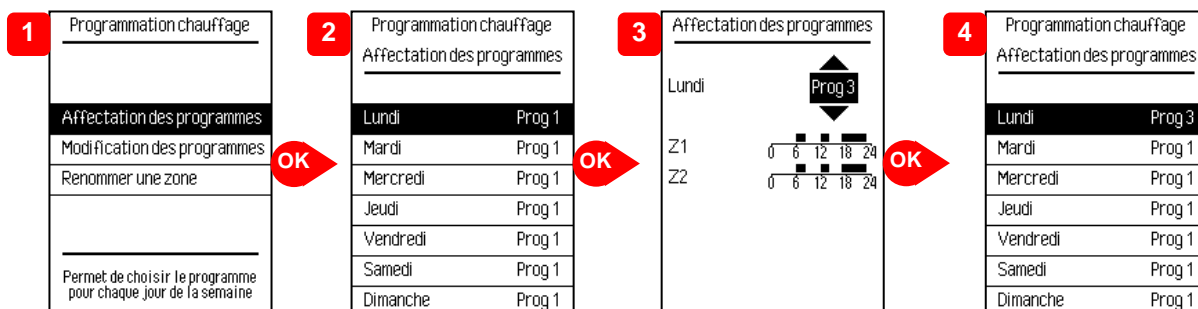 1
Programmation chauffage
Affectation des programmes
Modification des programmes
Renommer une zone
Permet de choisir le programme
pour chaque jour de la semaine
OK
2
Programmation chauffage
Affectation des programmes
Lundi Prog 1
Mardi Prog 1
Mercredi Prog 1
Jeudi Prog 1
Vendredi Prog 1
Samedi Prog 1
Dimanche Prog 1
OK
3
Affectation des programmes
Lundi Prog 3
Z1
0 6 12 18 24
Z2
0 6 12 18 24
OK
4
Programmation chauffage
Affectation des programmes
Lundi Prog 3
Mardi Prog 1
Mercredi Prog 1
Jeudi Prog 1
Vendredi Prog 1
Samedi Prog 1
Dimanche Prog 1